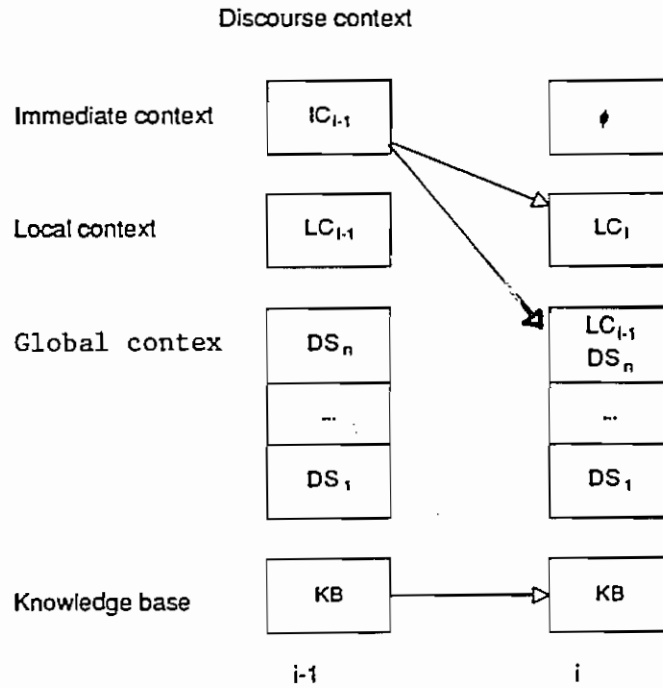 Discourse context
Immediate context IC_{i-1} ϕ
Local context LC_{i-1} LC_i
LC_{i-1}
Global contex DS_n DS_n
... ...
DS_1 DS_1
Knowledge base KB KB
i-1 i